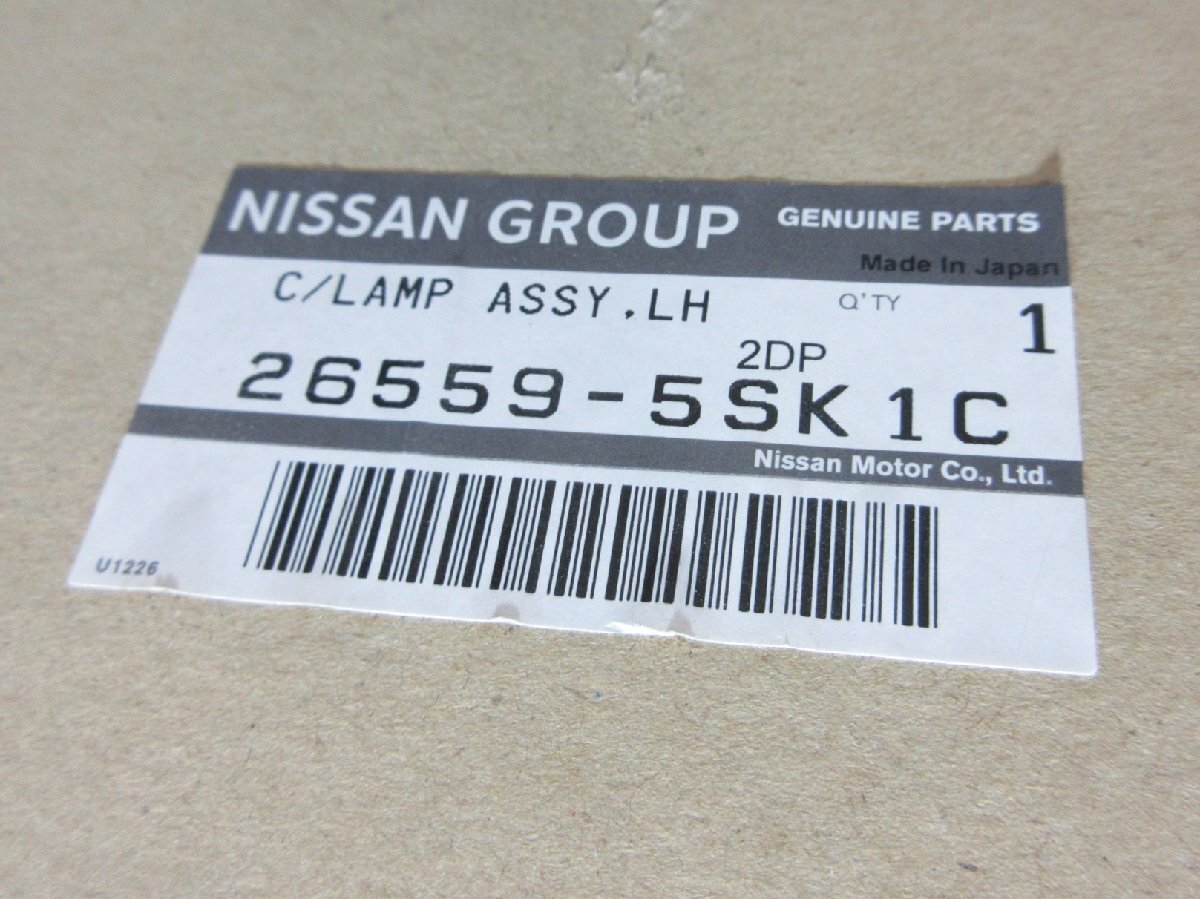 NISSAN GROUP GENUINE PARTS
Made In Japan
C/LAMP ASSY,LH Q'TY 1
2DP
26559-5SK1C
Nissan Motor Co., Ltd.
U1226